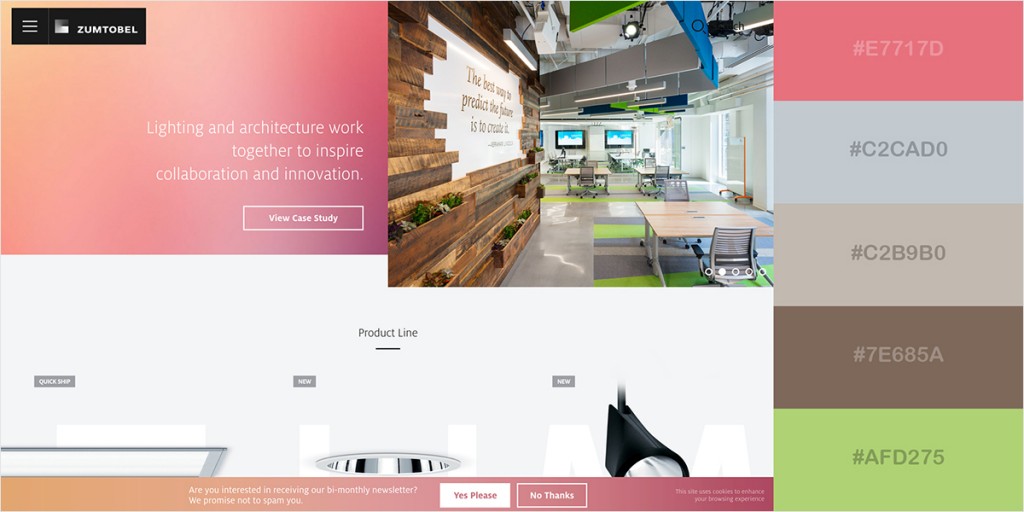 ZUMTOBEL
Lighting and architecture work
together to inspire
collaboration and innovation.
View Case Study
The best way to
predict the future
is to create it.
Product Line
QUICK SHIP
NEW
NEW
Are you interested in receiving our bi-monthly newsletter?
We promise not to spam you.
Yes Please
No Thanks
This site uses cookies to enhance
your browsing experience
#E7717D
#C2CAD0
#C2B9B0
#7E685A
#AFD275